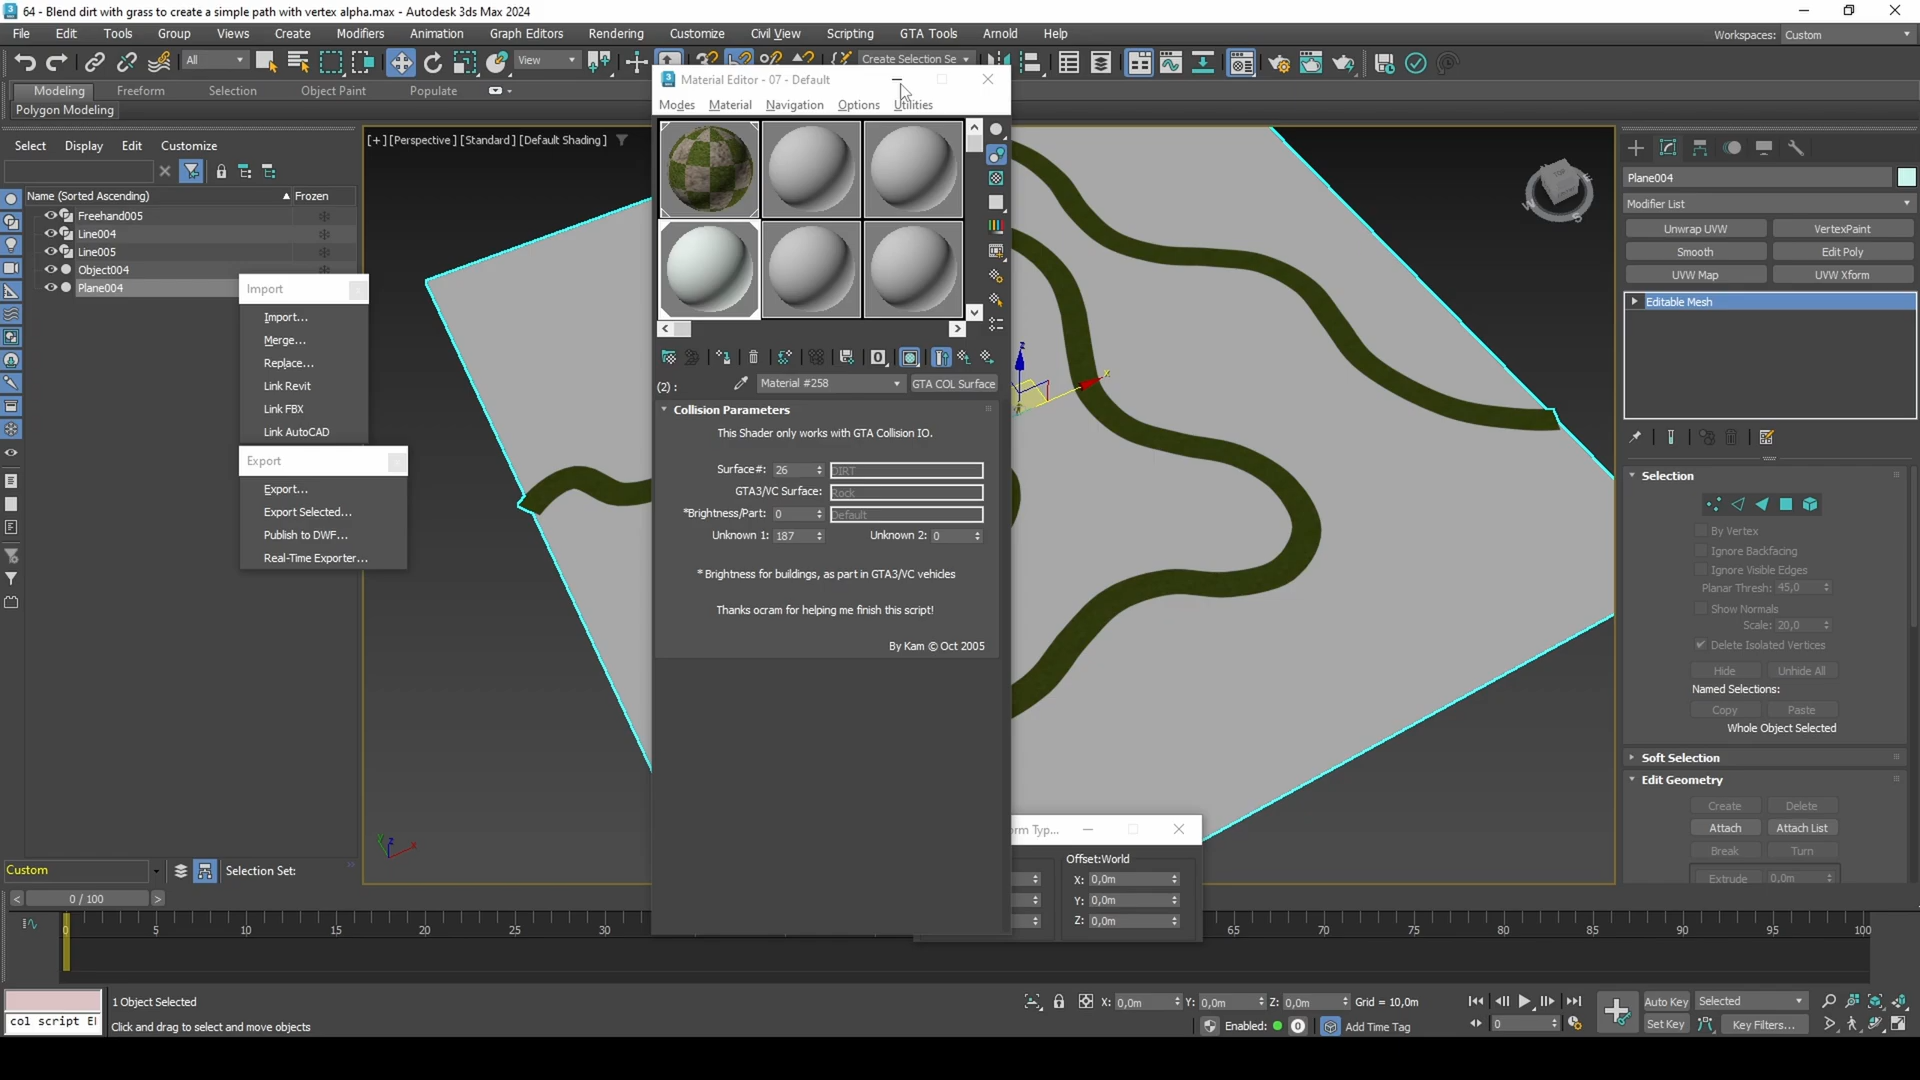 64 - Blend dirt with grass to create a simple path with vertex alpha.max - Autodesk 3ds Max 2024
File Edit Tools Group Views Create Modifiers Animation Graph Editors Rendering Customize Civil View Scripting GTA Tools Arnold Help
Workspaces: Custom
All
View
Create Selection Se
Modeling Freeform Selection Object Paint Populate
Polygon Modeling
Select Display Edit Customize
Name (Sorted Ascending) Frozen
Freehand005
Line004
Line005
Object004
Plane004
Import
Import...
Merge...
Replace...
Link Revit
Link FBX
Link AutoCAD
Export
Export...
Export Selected...
Publish to DWF...
Real-Time Exporter...
[+] [Perspective] [Standard] [Default Shading]
Material Editor - 07 - Default
Modes Material Navigation Options Utilities
(2) : Material #258 GTA COL Surface
Collision Parameters
This Shader only works with GTA Collision IO.
Surface#: 26 DIRT
GTA3/VC Surface: Rock
*Brightness/Part: 0 Default
Unknown 1: 187 Unknown 2: 0
* Brightness for buildings, as part in GTA3/VC vehicles
Thanks ocram for helping me finish this script!
By Kam © Oct 2005
TOP
W
S
z
x
orm Typ...
Offset:World
X: 0,0m
Y: 0,0m
Z: 0,0m
Plane004
Modifier List
Unwrap UVW VertexPaint
Smooth Edit Poly
UVW Map UVW Xform
Editable Mesh
Selection
By Vertex
Ignore Backfacing
Ignore Visible Edges
Planar Thresh: 45,0
Show Normals
Scale: 20,0
Delete Isolated Vertices
Hide Unhide All
Named Selections:
Copy Paste
Whole Object Selected
Soft Selection
Edit Geometry
Create Delete
Attach Attach List
Break Turn
Extrude 0,0m
Custom
Selection Set:
0 / 100
0 5 10 15 20 25 30 65 70 75 80 85 90 95 100
1 Object Selected
col script
Click and drag to select and move objects
X: 0,0m Y: 0,0m Z: 0,0m Grid = 10,0m
Enabled: 0 Add Time Tag
0
Auto Key Selected
Set Key Key Filters...